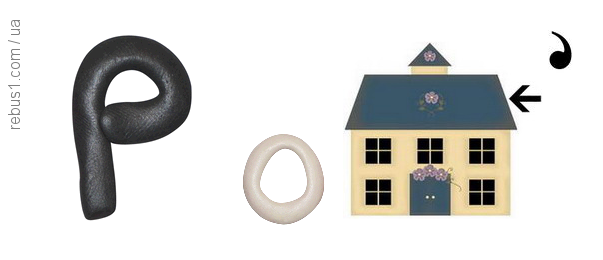 Р о
,
rebus1.com/ua